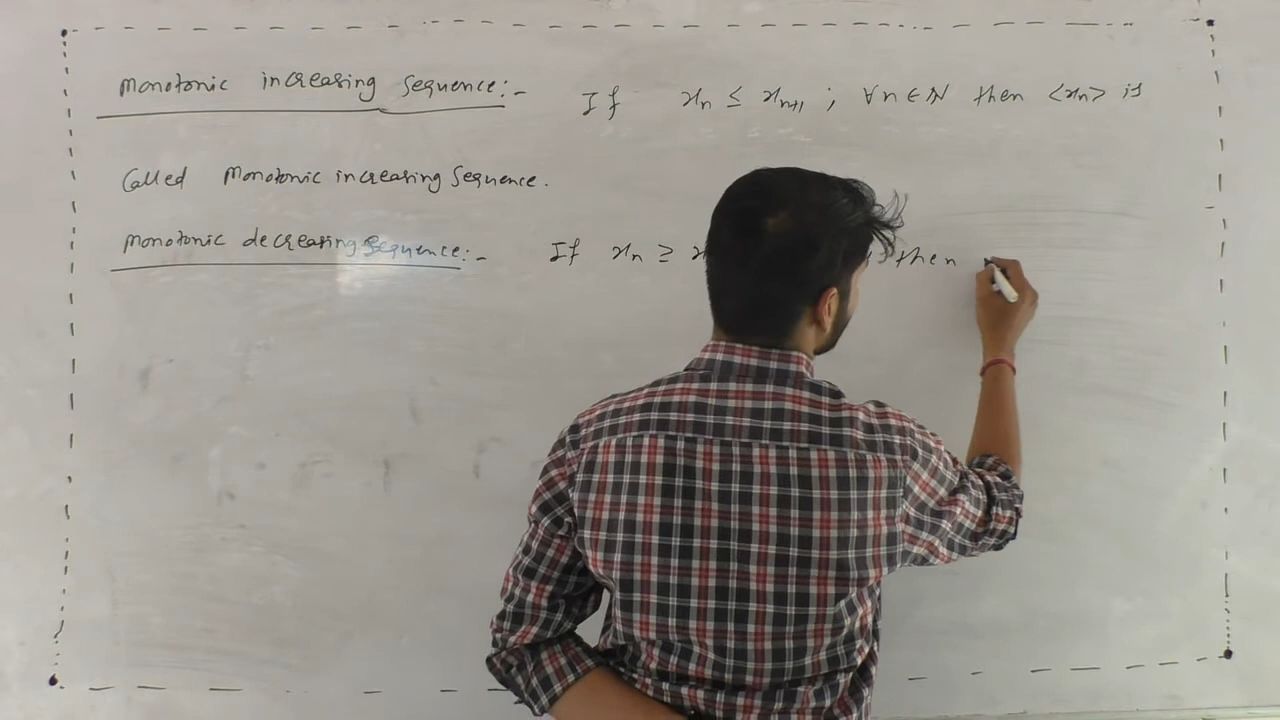 Monotonic increasing sequence:- If xₙ ≤ xₙ₊₁ ; ∀n∈N then <xₙ> is
Called Monotonic increasing Sequence.
Monotonic decreasing Sequence:- If xₙ ≥ then